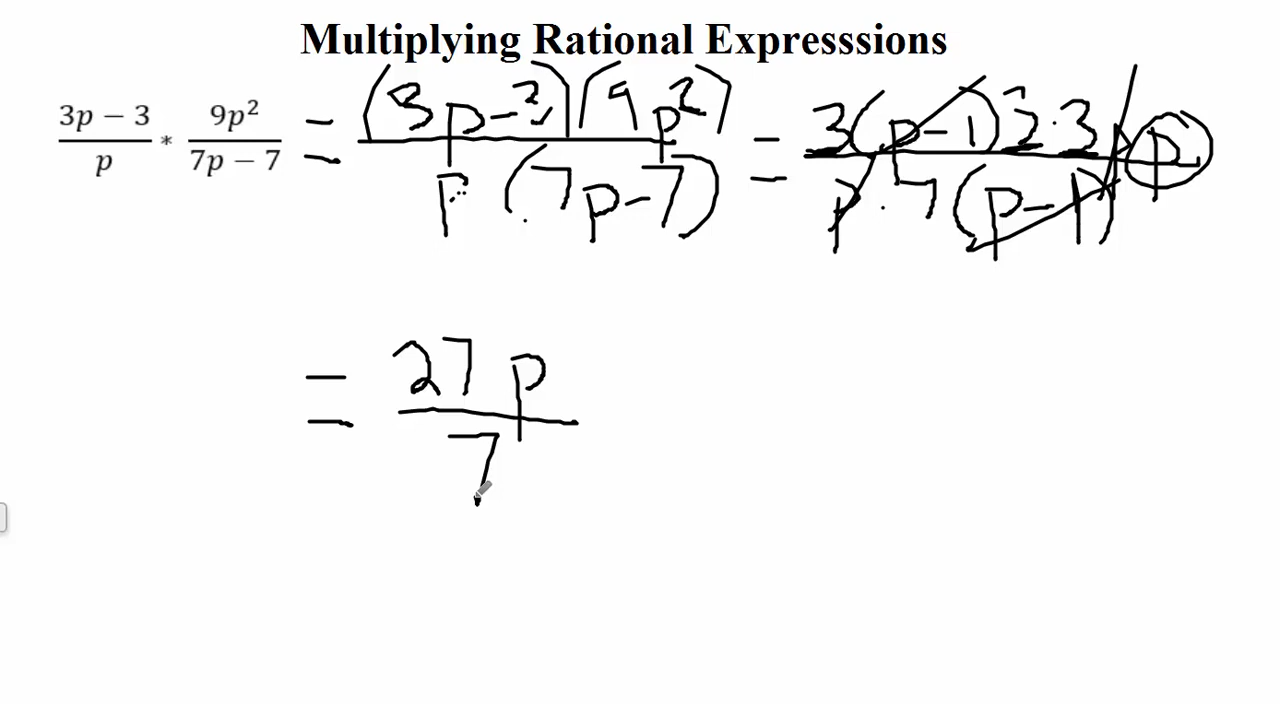 Multiplying Rational Expresssions
(3p-3)/p * 9p²/(7p-7) = (3p-3)(9p²)/p·(7p-7) = 3(p-1)3·3·p·p/p·7(p-1)
= 27p/7